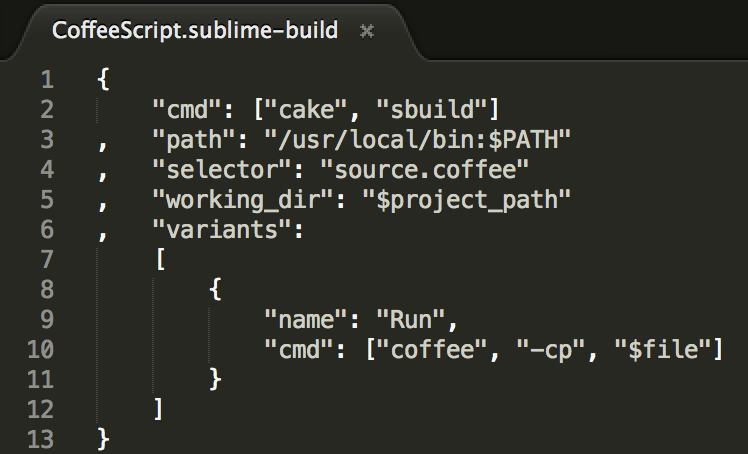 CoffeeScript.sublime-build ×
1 {
2     "cmd": ["cake", "sbuild"]
3 ,   "path": "/usr/local/bin:$PATH"
4 ,   "selector": "source.coffee"
5 ,   "working_dir": "$project_path"
6 ,   "variants":
7     [
8         {
9             "name": "Run",
10             "cmd": ["coffee", "-cp", "$file"]
11         }
12     ]
13 }